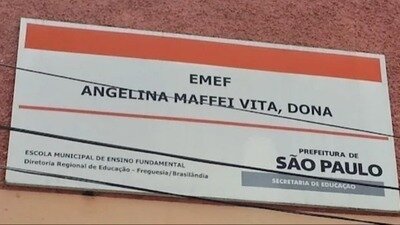 EMEF
ANGELINA MAFFEI VITA, DONA
ESCOLA MUNICIPAL DE ENSINO FUNDAMENTAL
Diretoria Regional de Educação - Freguesia/Brasilândia
PREFEITURA DE
SÃO PAULO
SECRETARIA DE EDUCAÇÃO